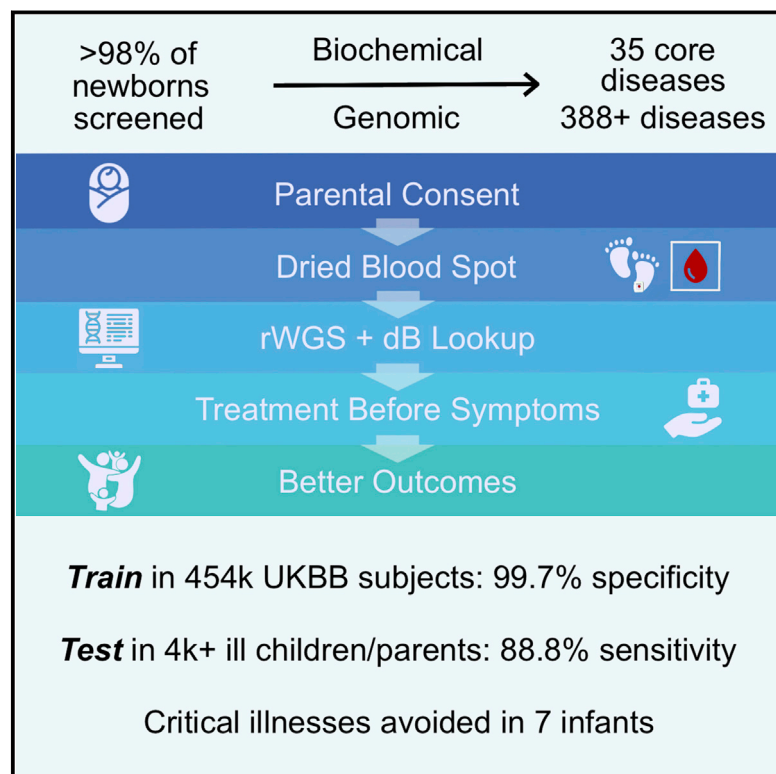 >98% of
newborns
screened
Biochemical
Genomic
35 core
diseases
388+ diseases
Parental Consent
Dried Blood Spot
rWGS + dB Lookup
Treatment Before Symptoms
Better Outcomes
Train in 454k UKBB subjects: 99.7% specificity
Test in 4k+ ill children/parents: 88.8% sensitivity
Critical illnesses avoided in 7 infants